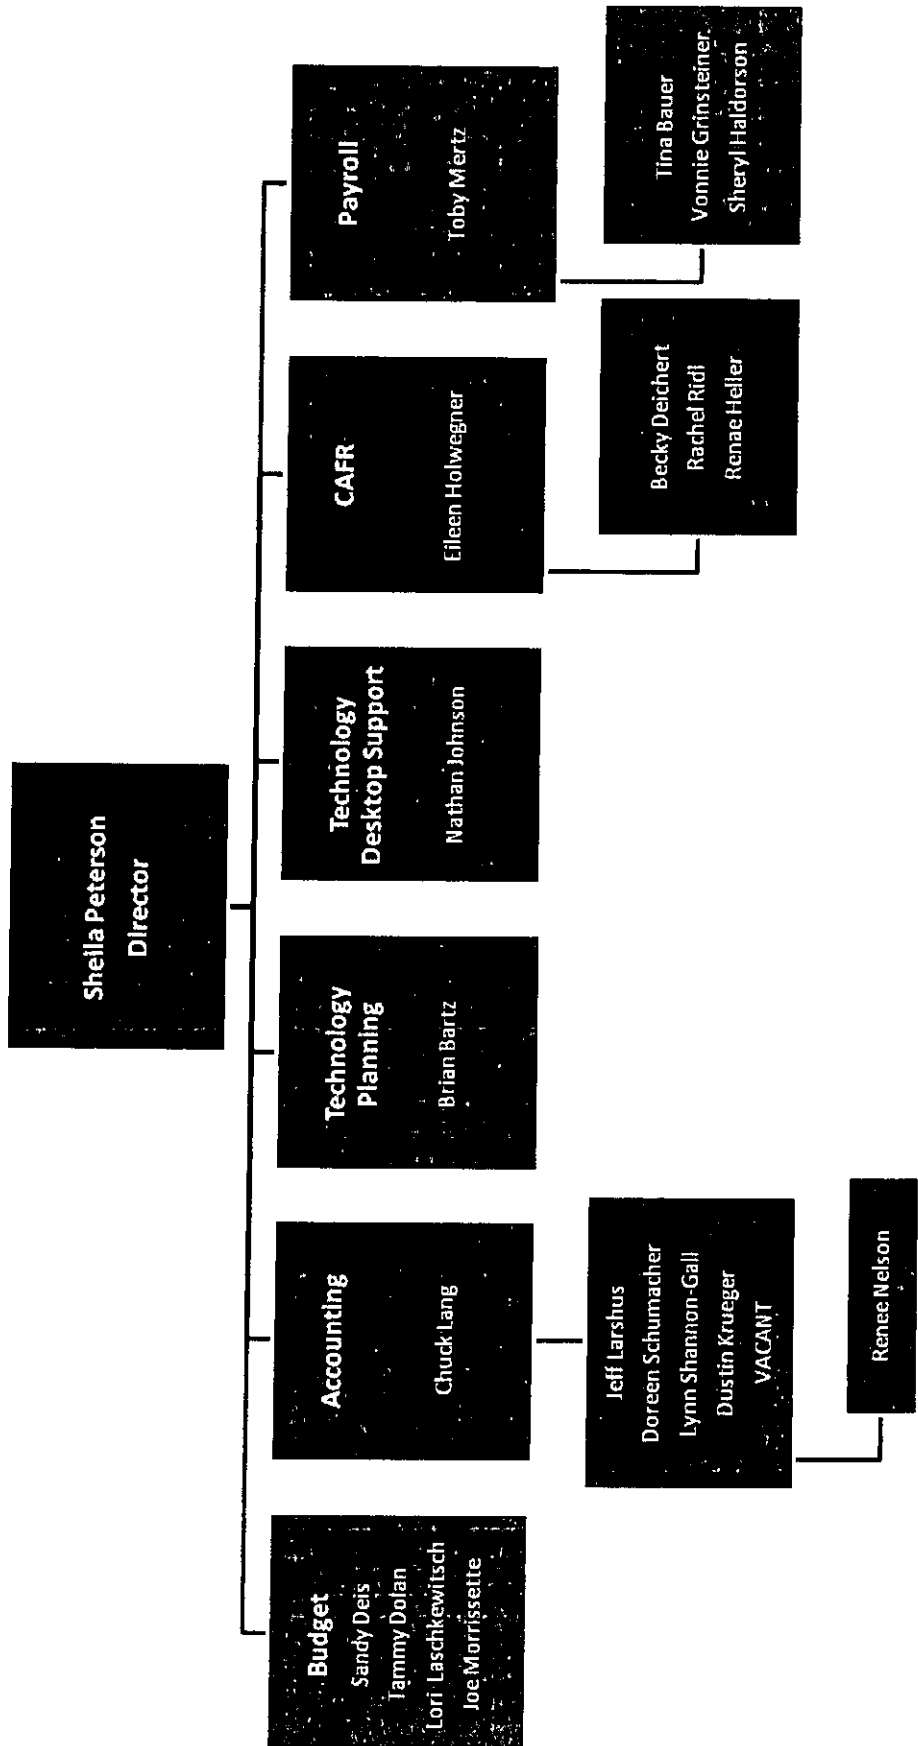 Sheila Peterson
Director
Budget
Sandy Deis
Tammy Dolan
Lori Laschkewitsch
Joe Morrissette
Accounting
Chuck Lang
Jeff Larshus
Doreen Schumacher
Lynn Shannon-Gall
Dustin Krueger
VACANT
Renee Nelson
Technology
Planning
Brian Bartz
Technology
Desktop Support
Nathan Johnson
CAFR
Eileen Holwegner
Becky Deichert
Rachel Ridl
Renae Heller
Payroll
Toby Mertz
Tina Bauer
Vonnie Grinsteiner
Sheryl Haldorson